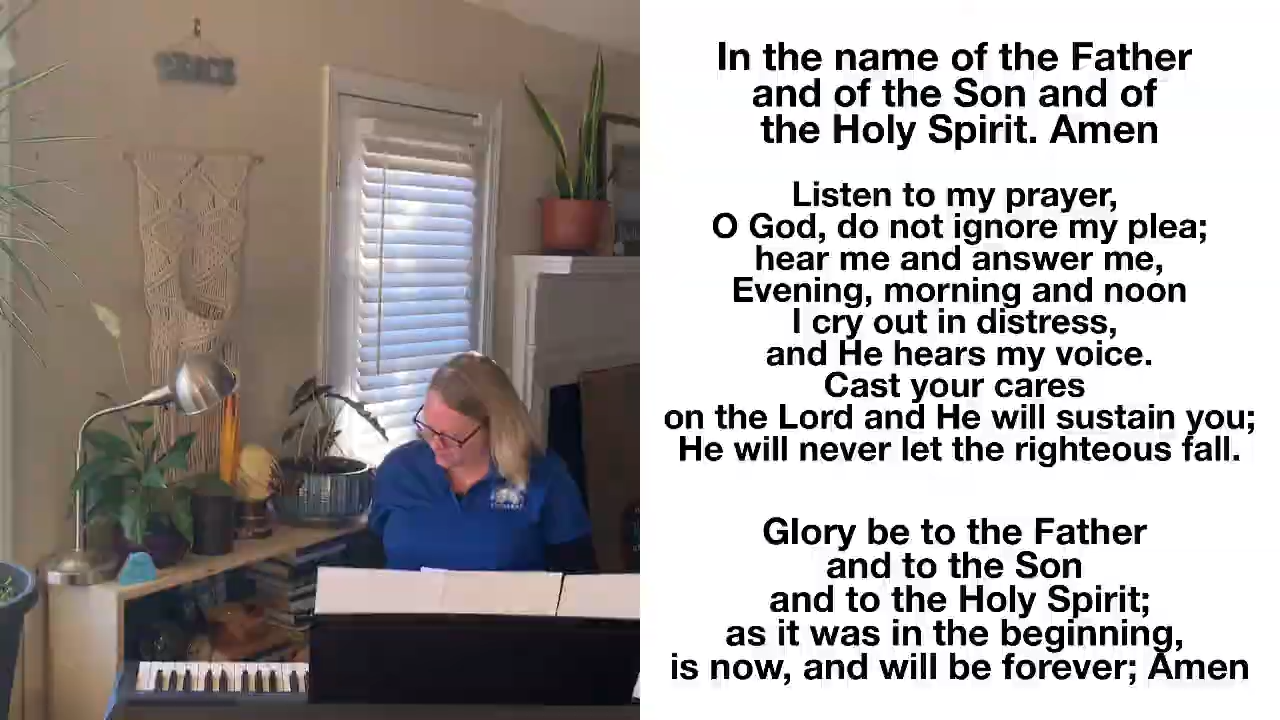 In the name of the Father
and of the Son and of
the Holy Spirit. Amen
Listen to my prayer,
O God, do not ignore my plea;
hear me and answer me,
Evening, morning and noon
I cry out in distress,
and He hears my voice.
Cast your cares
on the Lord and He will sustain you;
He will never let the righteous fall.
Glory be to the Father
and to the Son
and to the Holy Spirit;
as it was in the beginning,
is now, and will be forever; Amen